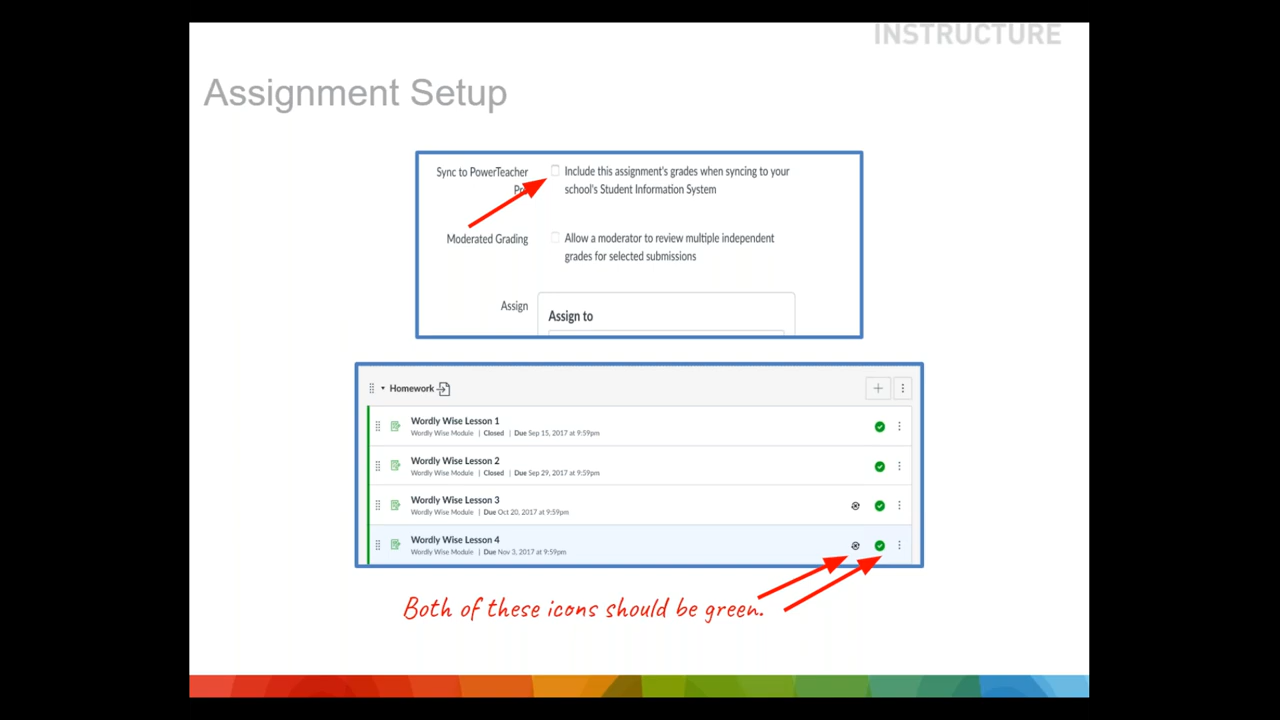 INSTRUCTURE
Assignment Setup
Sync to PowerTeacher
Include this assignment's grades when syncing to your
school's Student Information System
Moderated Grading
Allow a moderator to review multiple independent
grades for selected submissions
Assign
Assign to
Homework
Wordly Wise Lesson 1
Wordly Wise Module | Closed | Due Sep 15, 2017 at 9:59pm
Wordly Wise Lesson 2
Wordly Wise Module | Closed | Due Sep 29, 2017 at 9:59pm
Wordly Wise Lesson 3
Wordly Wise Module | Due Oct 20, 2017 at 9:59pm
Wordly Wise Lesson 4
Wordly Wise Module | Due Nov 3, 2017 at 9:59pm
Both of these icons should be green.